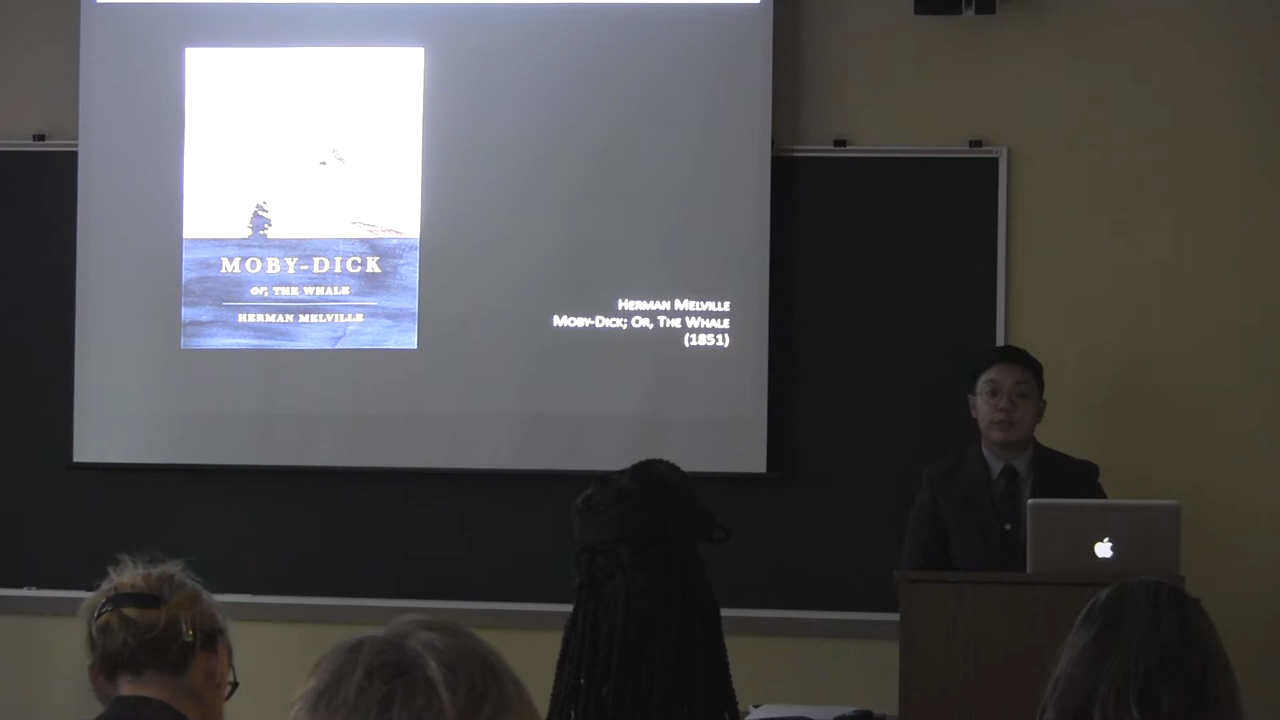 MOBY-DICK
OR, THE WHALE
HERMAN MELVILLE
HERMAN MELVILLE
MOBY-DICK; OR, THE WHALE
(1851)